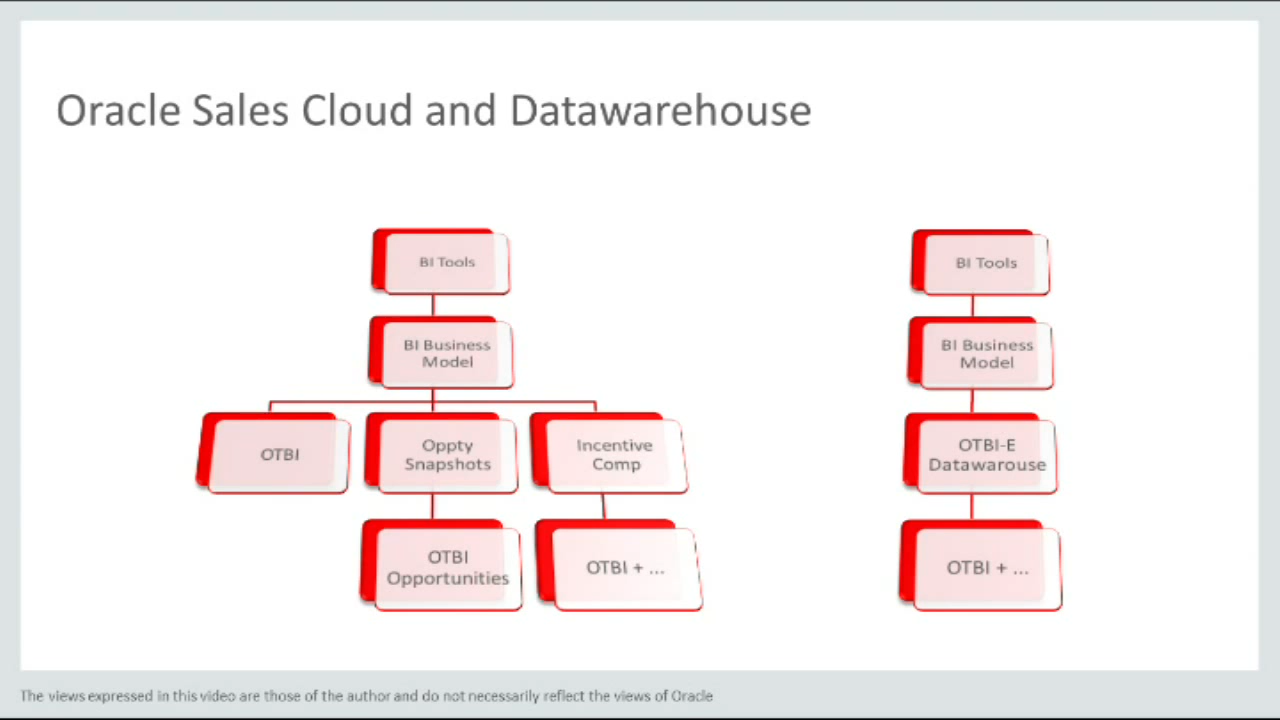 Oracle Sales Cloud and Datawarehouse
BI Tools
BI Business
Model
OTBI
Oppty
Snapshots
Incentive
Comp
OTBI
Opportunities
OTBI + ...
BI Tools
BI Business
Model
OTBI-E
Datawarouse
OTBI + ...
The views expressed in this video are those of the author and do not necessarily reflect the views of Oracle